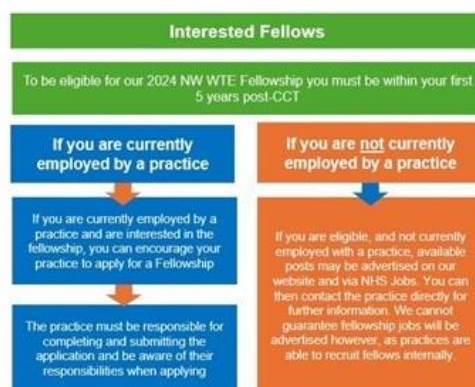 Interested Fellows
To be eligible for our 2024 NW WTE Fellowship you must be within your first
5 years post-CCT
If you are currently
employed by a practice
If you are currently employed by a
practice and are interested in the
fellowship, you can encourage your
practice to apply for a Fellowship
The practice must be responsible for
completing and submitting the
application and be aware of their
responsibilities when applying
If you are not currently
employed by a practice
If you are eligible, and not currently
employed with a practice, available
posts may be advertised on our
website and via NHS Jobs. You can
then contact the practice directly for
further information. We cannot
guarantee fellowship jobs will be
advertised however, as practices are
able to recruit fellows internally.